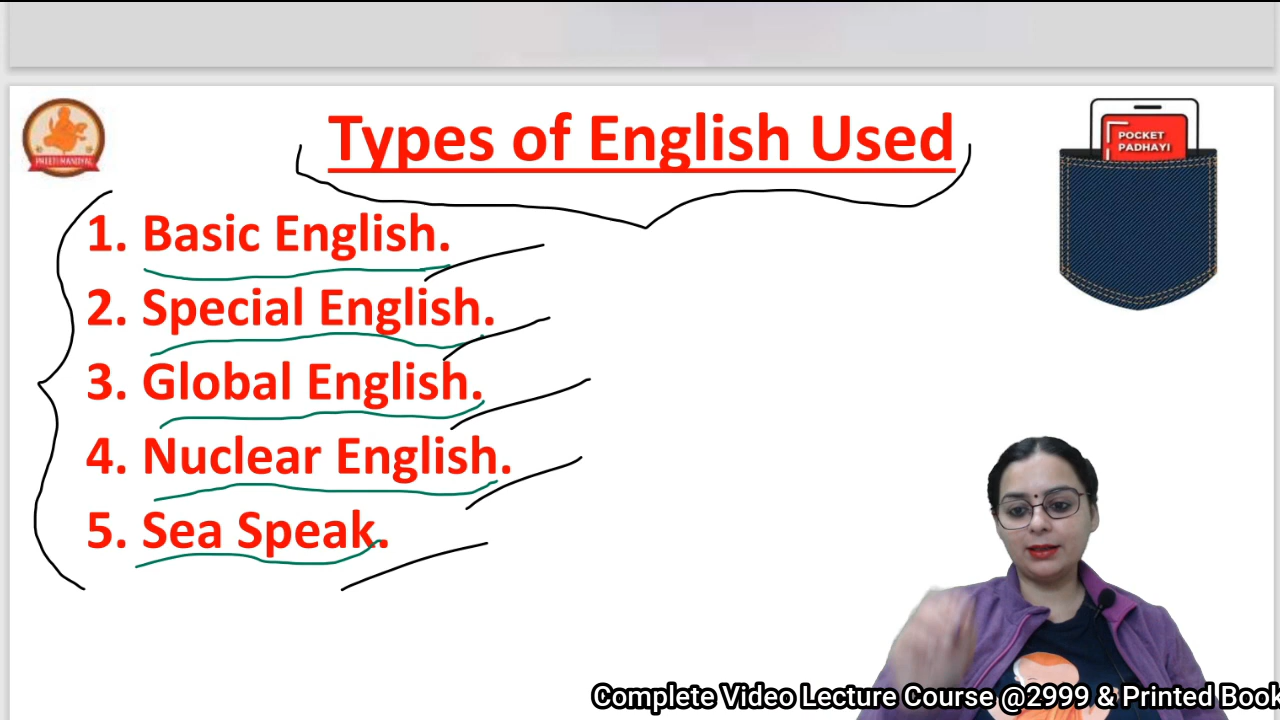 Types of English Used
POCKET
PADHAYI
1. Basic English.
2. Special English.
3. Global English.
4. Nuclear English.
5. Sea Speak.
Complete Video Lecture Course @2999 & Printed Book